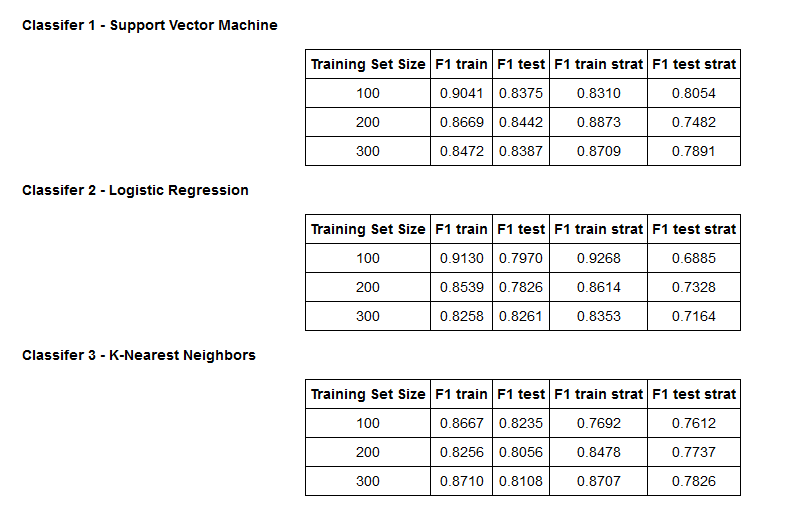 Classifer 1 - Support Vector Machine
Training Set Size F1 train F1 test F1 train strat F1 test strat
100 0.9041 0.8375 0.8310 0.8054
200 0.8669 0.8442 0.8873 0.7482
300 0.8472 0.8387 0.8709 0.7891
Classifer 2 - Logistic Regression
Training Set Size F1 train F1 test F1 train strat F1 test strat
100 0.9130 0.7970 0.9268 0.6885
200 0.8539 0.7826 0.8614 0.7328
300 0.8258 0.8261 0.8353 0.7164
Classifer 3 - K-Nearest Neighbors
Training Set Size F1 train F1 test F1 train strat F1 test strat
100 0.8667 0.8235 0.7692 0.7612
200 0.8256 0.8056 0.8478 0.7737
300 0.8710 0.8108 0.8707 0.7826